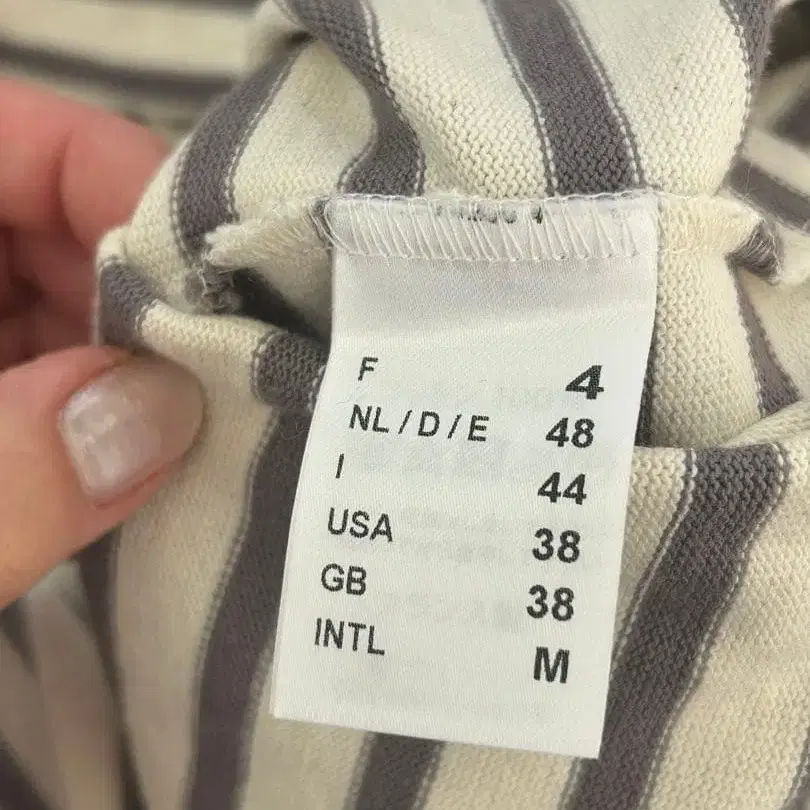 F 4
NL / D / E 48
I 44
USA 38
GB 38
INTL M